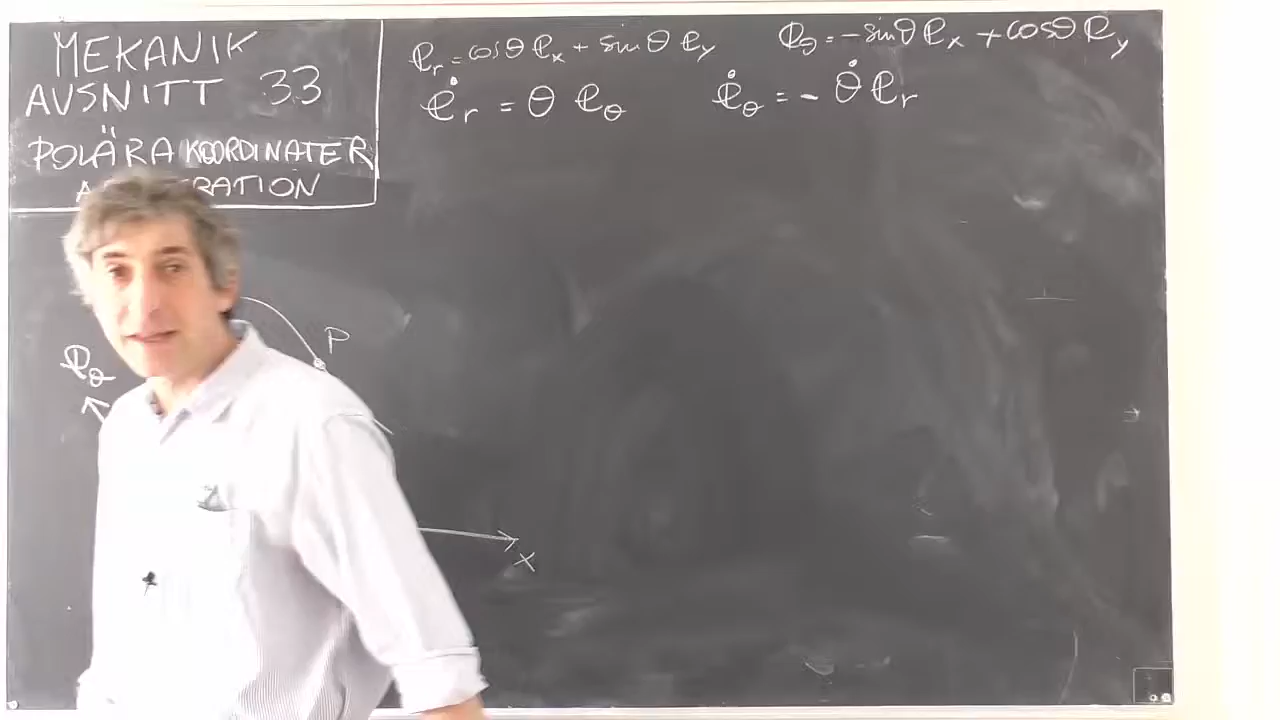 MEKANIK
AVSNITT 33
POLÄRA KOORDINATER
RATION
e_r = cosθ e_x + sinθ e_y
e_θ = -sinθ e_x + cosθ e_y
ė_r = θ e_θ
ė_θ = - θ̇ e_r
e_θ
P
x